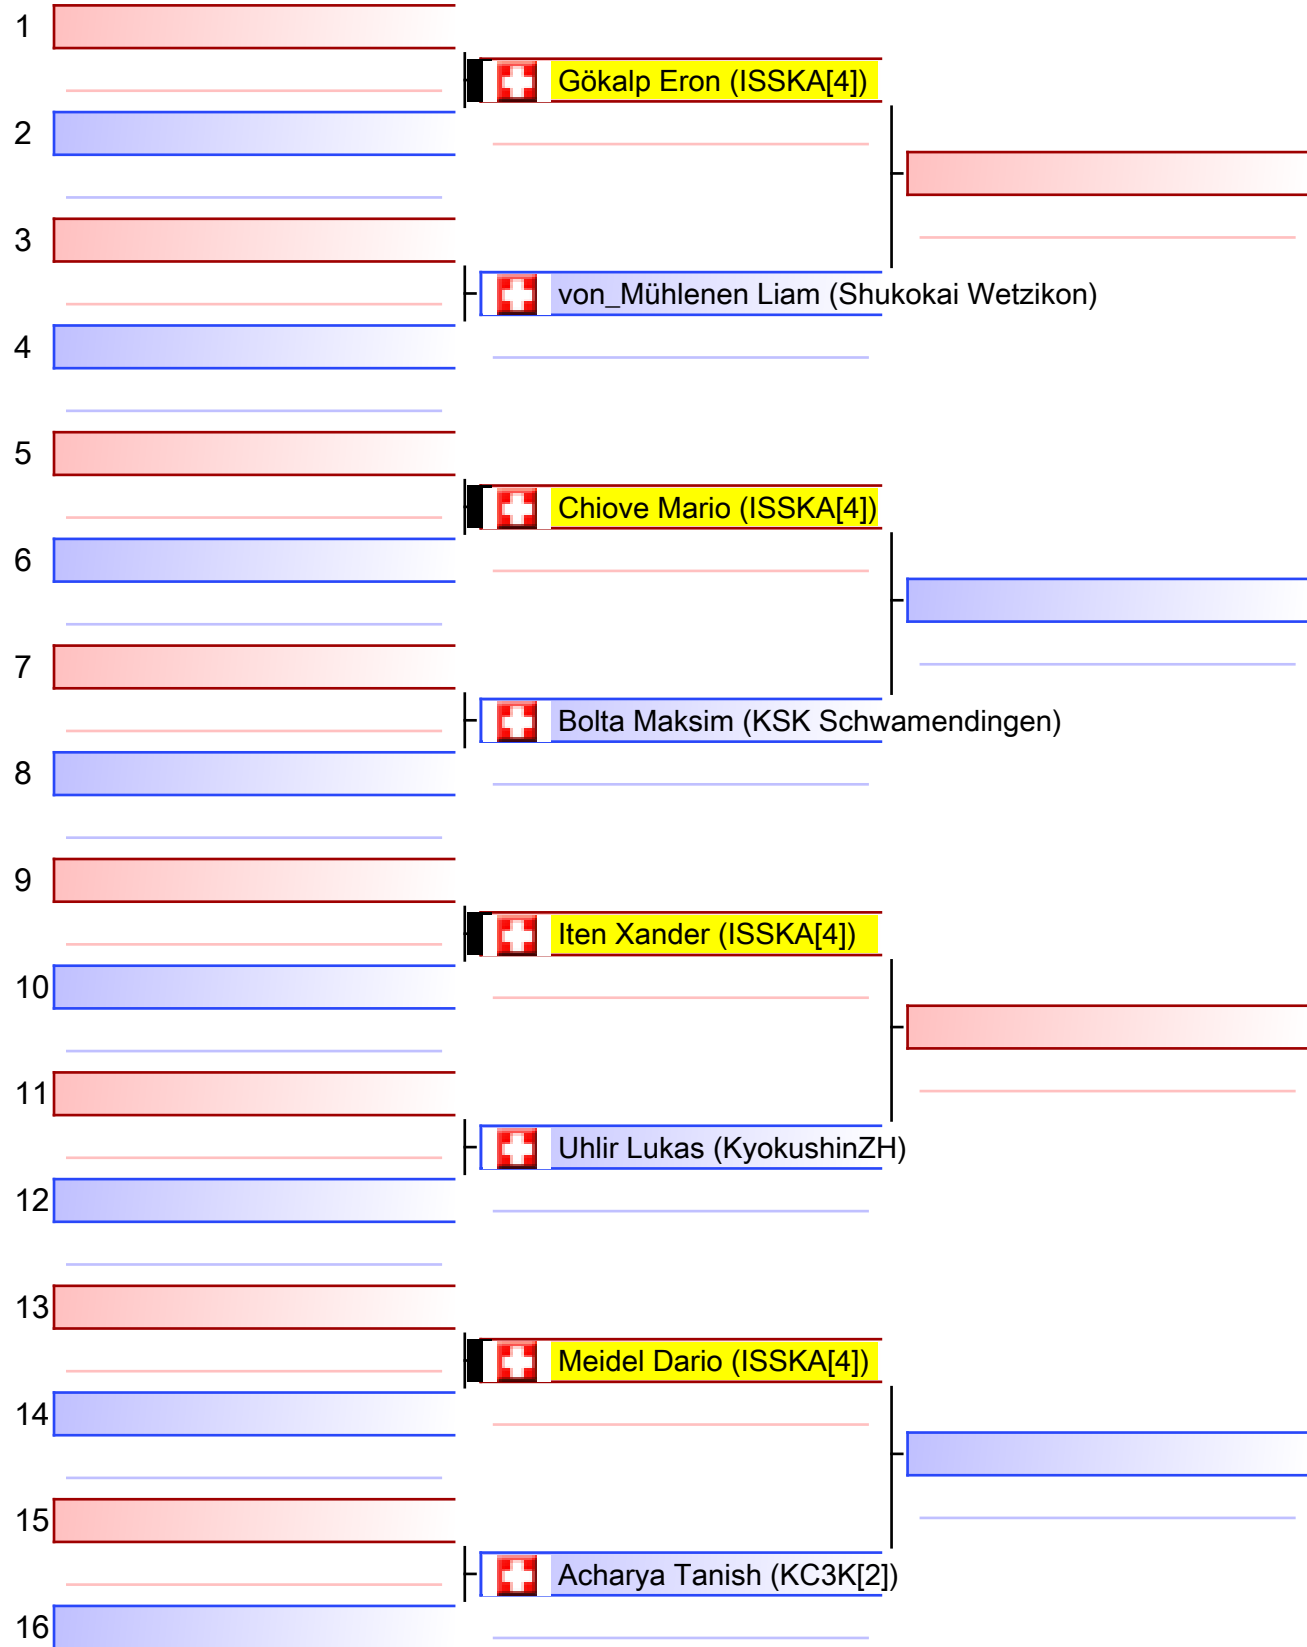 1
Gökalp Eron (ISSKA[4])
2
3
von_Mühlenen Liam (Shukokai Wetzikon)
4
5
Chiove Mario (ISSKA[4])
6
7
Bolta Maksim (KSK Schwamendingen)
8
9
Iten Xander (ISSKA[4])
10
11
Uhlir Lukas (KyokushinZH)
12
13
Meidel Dario (ISSKA[4])
14
15
Acharya Tanish (KC3K[2])
16